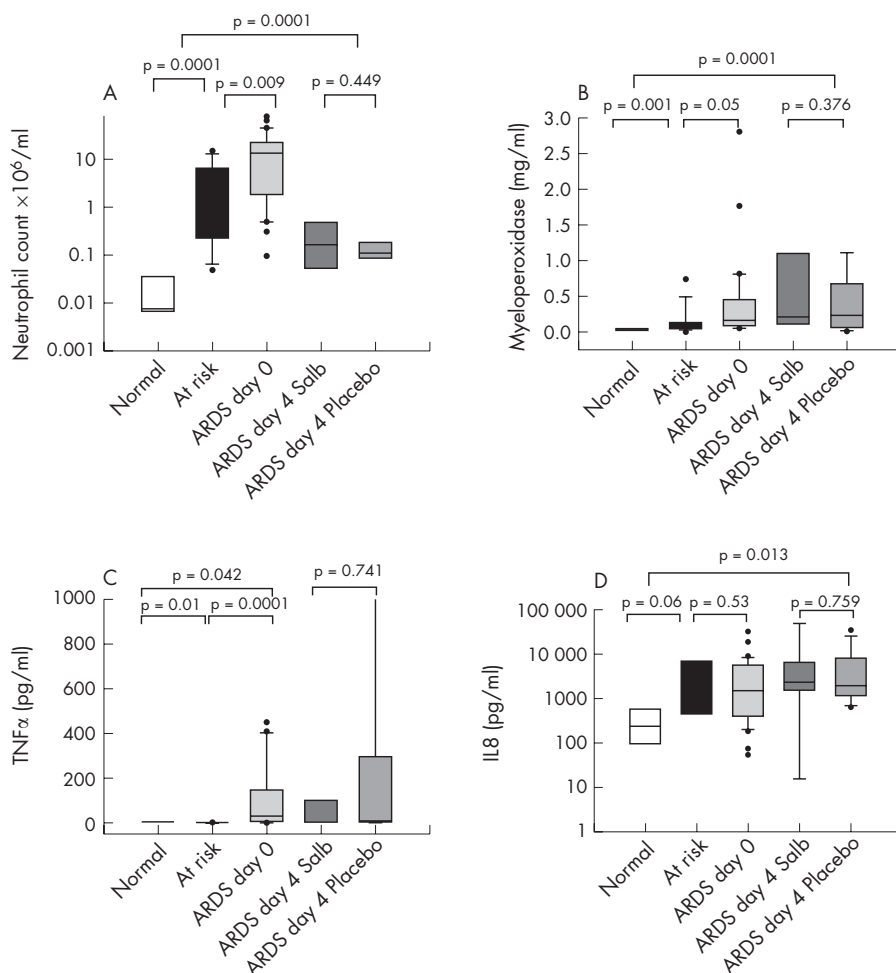 p = 0.0001
p = 0.0001
p = 0.009
p = 0.449
A
Neutrophil count ×10⁶/ml
10
1
0.1
0.01
0.001
Normal
At risk
ARDS day 0
ARDS day 4 Salb
ARDS day 4 Placebo
p = 0.0001
p = 0.001
p = 0.05
p = 0.376
B
Myeloperoxidase (mg/ml)
3.0
2.5
2.0
1.5
1.0
0.5
0.0
Normal
At risk
ARDS day 0
ARDS day 4 Salb
ARDS day 4 Placebo
C
p = 0.042
p = 0.741
p = 0.01
p = 0.0001
TNFα (pg/ml)
1000
800
600
400
200
0
Normal
At risk
ARDS day 0
ARDS day 4 Salb
ARDS day 4 Placebo
p = 0.013
D
p = 0.06
p = 0.53
p = 0.759
IL8 (pg/ml)
100 000
10 000
1000
100
10
1
Normal
At risk
ARDS day 0
ARDS day 4 Salb
ARDS day 4 Placebo